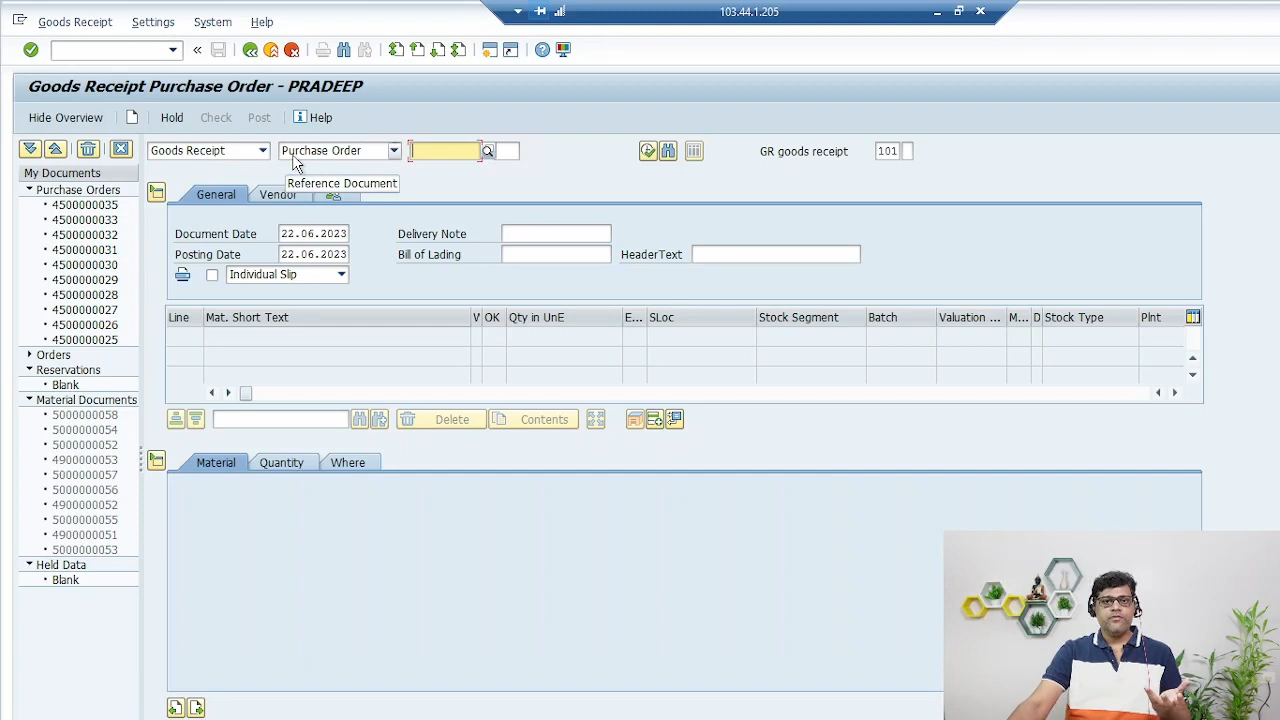 103.44.1.205
Goods Receipt Settings System Help
Goods Receipt Purchase Order - PRADEEP
Hide Overview Hold Check Post Help
Goods Receipt Purchase Order GR goods receipt 101
Reference Document
My Documents
Purchase Orders
4500000035
4500000033
4500000032
4500000031
4500000030
4500000029
4500000028
4500000027
4500000026
4500000025
Orders
Reservations
Blank
Material Documents
5000000058
5000000054
5000000052
4900000053
5000000057
5000000056
4900000052
5000000055
4900000051
5000000053
Held Data
Blank
General Vendor
Document Date 22.06.2023 Delivery Note
Posting Date 22.06.2023 Bill of Lading HeaderText
Individual Slip
Line Mat. Short Text V OK Qty in UnE E... SLoc Stock Segment Batch Valuation ... M... D Stock Type Plnt
Delete Contents
Material Quantity Where